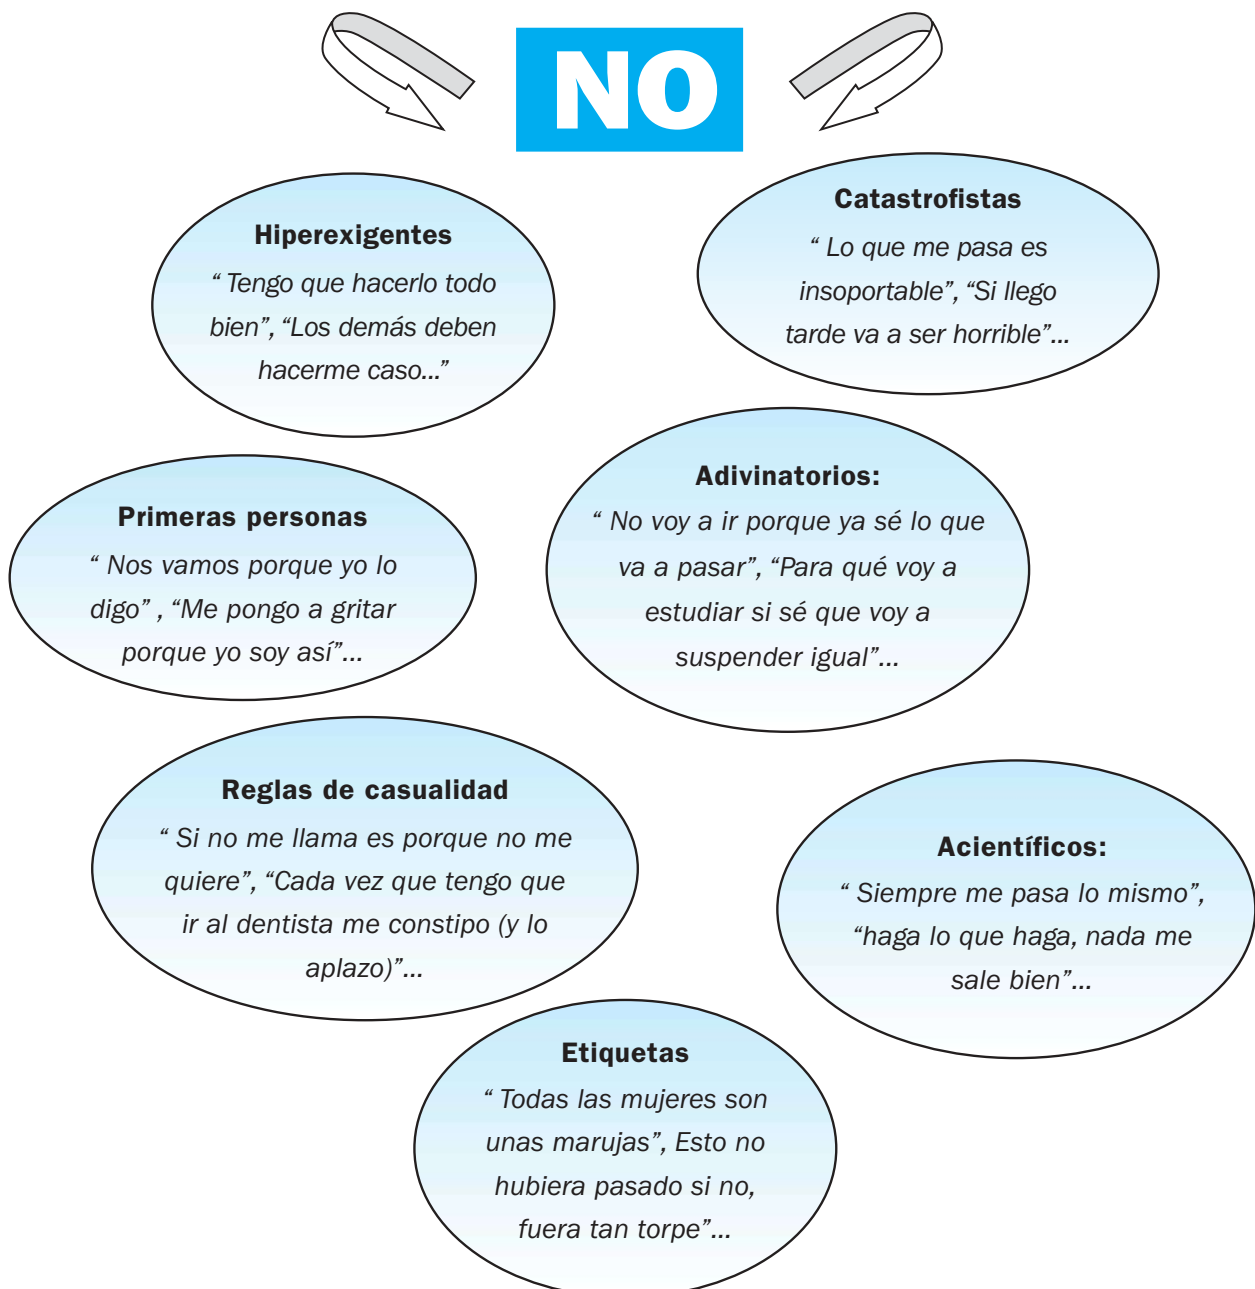 NO
Hiperexigentes
“ Tengo que hacerlo todo
bien”, “Los demás deben
hacerme caso...”
Catastrofistas
“ Lo que me pasa es
insoportable”, “Si llego
tarde va a ser horrible”...
Primeras personas
“ Nos vamos porque yo lo
digo” , “Me pongo a gritar
porque yo soy así”...
Adivinatorios:
“ No voy a ir porque ya sé lo que
va a pasar”, “Para qué voy a
estudiar si sé que voy a
suspender igual”...
Reglas de casualidad
“ Si no me llama es porque no me
quiere”, “Cada vez que tengo que
ir al dentista me constipo (y lo
aplazo)”...
Acientíficos:
“ Siempre me pasa lo mismo”,
“haga lo que haga, nada me
sale bien”...
Etiquetas
“ Todas las mujeres son
unas marujas”, Esto no
hubiera pasado si no,
fuera tan torpe”...